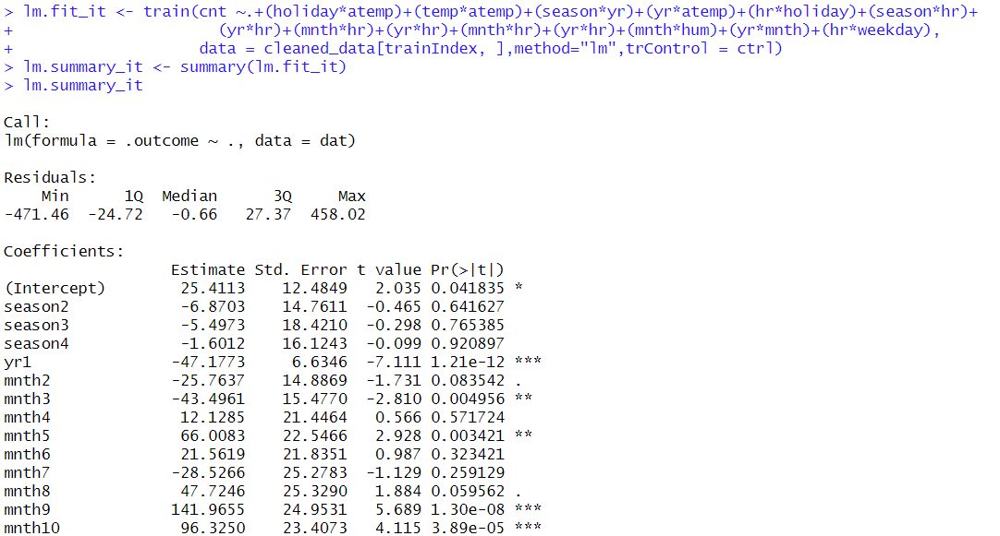 > lm.fit_it <- train(cnt ~.+(holiday*atemp)+(temp*atemp)+(season*yr)+(yr*atemp)+(hr*holiday)+(season*hr)+
+                       (yr*hr)+(mnth*hr)+(yr*hr)+(mnth*hr)+(yr*hr)+(mnth*hum)+(yr*mnth)+(hr*weekday),
+                    data = cleaned_data[trainIndex, ],method="lm",trControl = ctrl)
> lm.summary_it <- summary(lm.fit_it)
> lm.summary_it

Call:
lm(formula = .outcome ~ ., data = dat)

Residuals:
    Min      1Q  Median      3Q     Max
-471.46  -24.72   -0.66   27.37  458.02

Coefficients:
                  Estimate Std. Error t value Pr(>|t|)
(Intercept)        25.4113    12.4849   2.035 0.041835 *
season2            -6.8703    14.7611  -0.465 0.641627
season3            -5.4973    18.4210  -0.298 0.765385
season4            -1.6012    16.1243  -0.099 0.920897
yr1               -47.1773     6.6346  -7.111 1.21e-12 ***
mnth2             -25.7637    14.8869  -1.731 0.083542 .
mnth3             -43.4961    15.4770  -2.810 0.004956 **
mnth4              12.1285    21.4464   0.566 0.571724
mnth5              66.0083    22.5466   2.928 0.003421 **
mnth6              21.5619    21.8351   0.987 0.323421
mnth7             -28.5266    25.2783  -1.129 0.259129
mnth8              47.7246    25.3290   1.884 0.059562 .
mnth9             141.9655    24.9531   5.689 1.30e-08 ***
mnth10             96.3250    23.4073   4.115 3.89e-05 ***